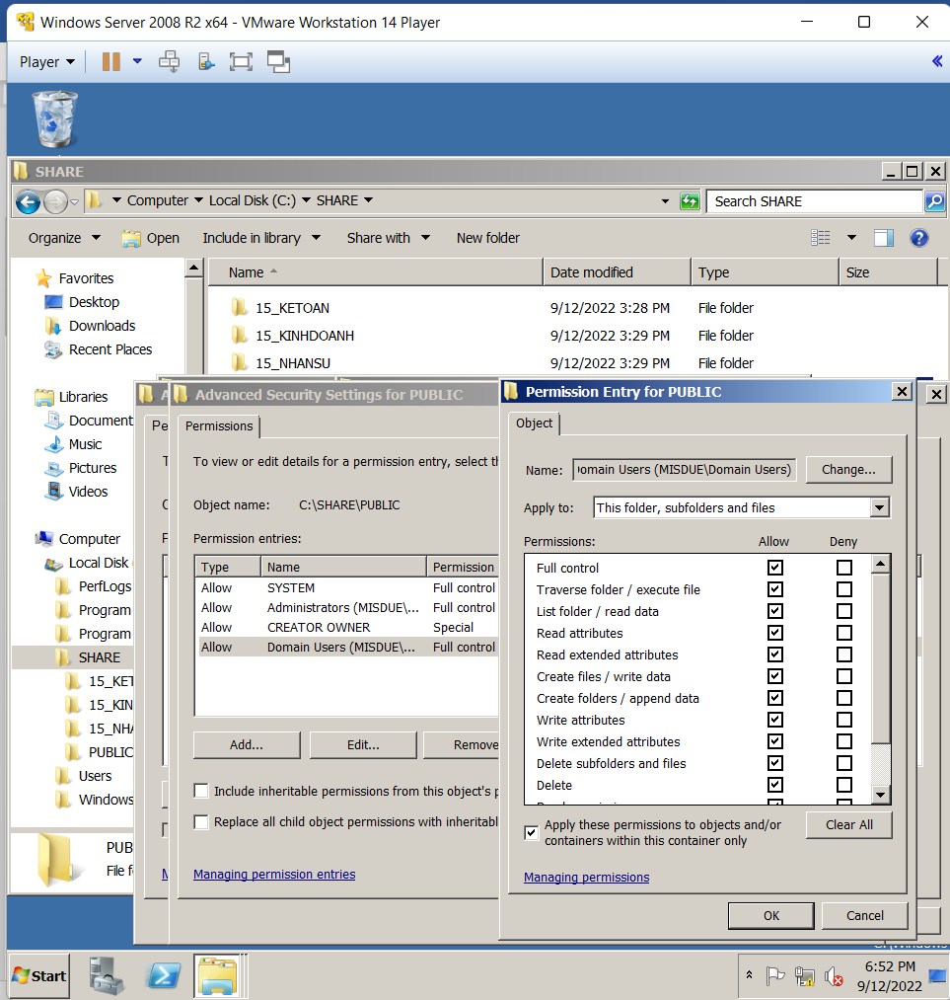 Windows Server 2008 R2 x64 - VMware Workstation 14 Player
Player
SHARE
Computer Local Disk (C:) SHARE
Search SHARE
Organize Open Include in library Share with New folder
Favorites
Desktop
Downloads
Recent Places
Libraries
Document
Music
Pictures
Videos
Computer
Local Disk
PerfLogs
Program
Program
SHARE
15_KET
15_KIN
15_NHA
PUBLIC
Users
Windows
Name Date modified Type Size
15_KETOAN 9/12/2022 3:28 PM File folder
15_KINHDOANH 9/12/2022 3:29 PM File folder
15_NHANSU 9/12/2022 3:29 PM File folder
PUB
File f
A
Pe
Advanced Security Settings for PUBLIC
Permissions
To view or edit details for a permission entry, select th
Object name: C:\SHARE\PUBLIC
Permission entries:
Type Name Permission
Allow SYSTEM Full control
Allow Administrators (MISDUE\... Full control
Allow CREATOR OWNER Special
Allow Domain Users (MISDUE\... Full control
Add... Edit... Remove
Include inheritable permissions from this object's p
Replace all child object permissions with inheritabl
Managing permission entries
Permission Entry for PUBLIC
Object
Name: omain Users (MISDUE\Domain Users) Change...
Apply to: This folder, subfolders and files
Permissions: Allow Deny
Full control
Traverse folder / execute file
List folder / read data
Read attributes
Read extended attributes
Create files / write data
Create folders / append data
Write attributes
Write extended attributes
Delete subfolders and files
Delete
Apply these permissions to objects and/or
containers within this container only
Clear All
Managing permissions
OK Cancel
Start
6:52 PM
9/12/2022